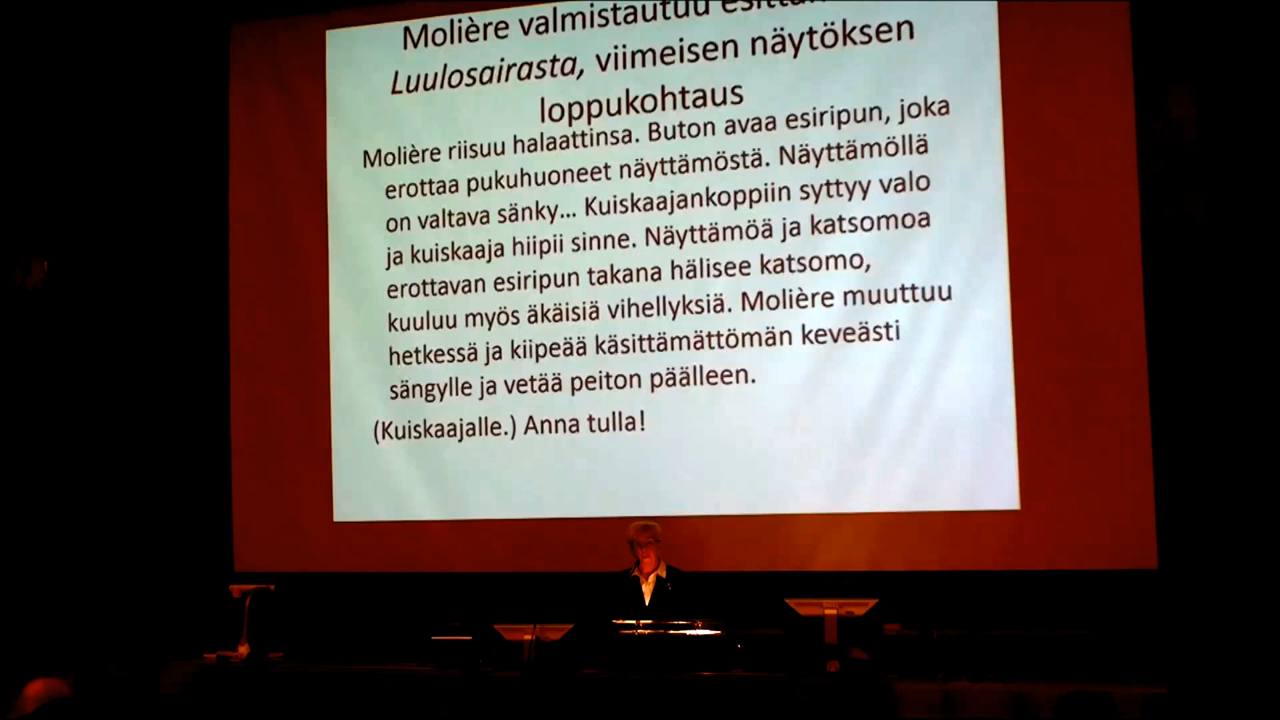 Molière valmistautuu
Luulosairasta, viimeisen näytöksen
loppukohtaus
Molière riisuu halaattinsa. Buton avaa esiripun, joka
erottaa pukuhuoneet näyttämöstä. Näyttämöllä
on valtava sänky... Kuiskaajankoppiin syttyy valo
ja kuiskaaja hiipii sinne. Näyttämöä ja katsomoa
erottavan esiripun takana hälisee katsomo,
kuuluu myös äkäisiä vihellyksiä. Molière muuttuu
hetkessä ja kiipeää käsittämättömän keveästi
sängylle ja vetää peiton päälleen.
(Kuiskaajalle.) Anna tulla!